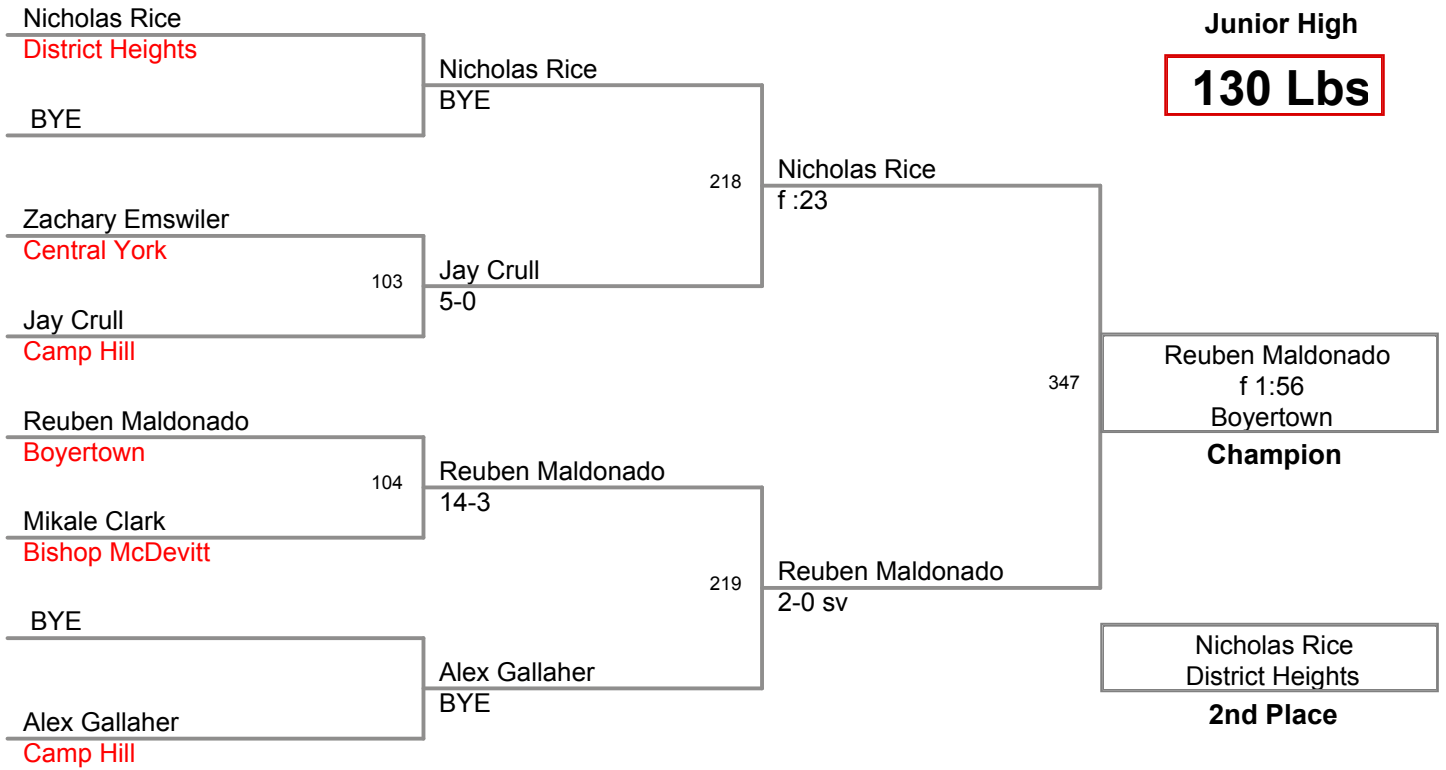 Nicholas Rice
District Heights
BYE
Zachary Emswiler
Central York
Jay Crull
Camp Hill
Reuben Maldonado
Boyertown
Mikale Clark
Bishop McDevitt
BYE
Alex Gallaher
Camp Hill
103
104
Nicholas Rice
BYE
Jay Crull
5-0
Reuben Maldonado
14-3
Alex Gallaher
BYE
218
219
Nicholas Rice
f :23
Reuben Maldonado
2-0 sv
347
Junior High
130 Lbs
Reuben Maldonado
f 1:56
Boyertown
Champion
Nicholas Rice
District Heights
2nd Place